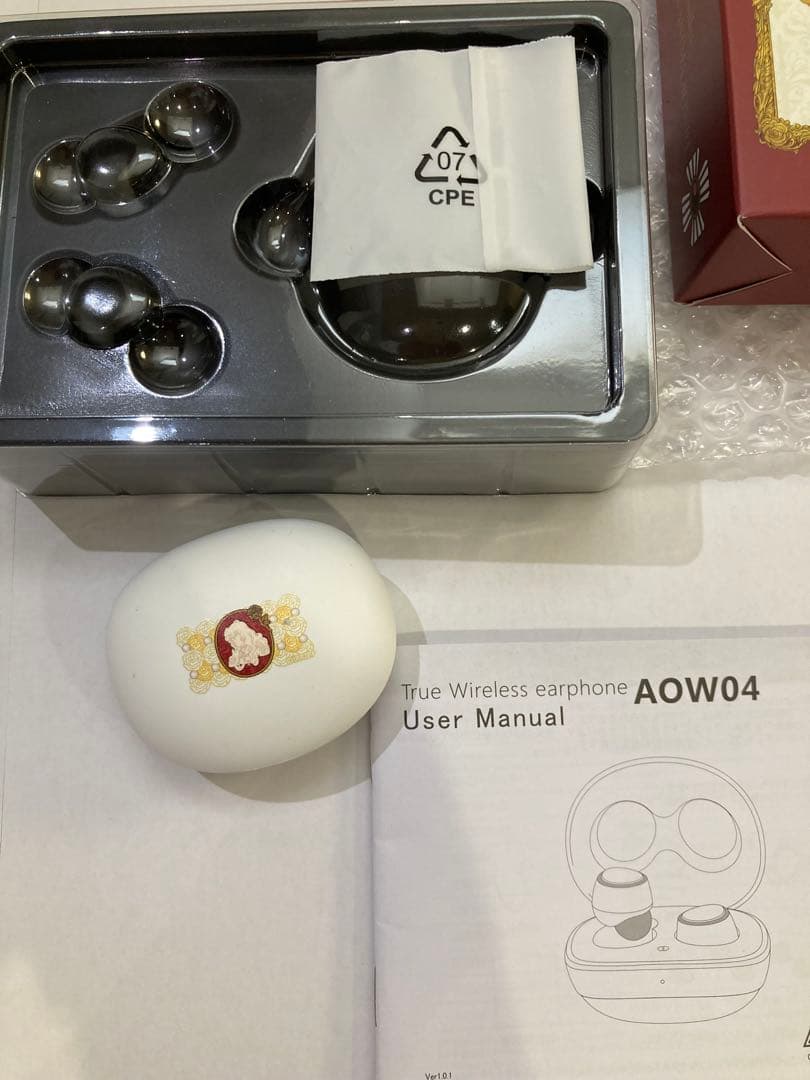 07
CPE
True Wireless earphone AOW04
User Manual
Ver1.0.1